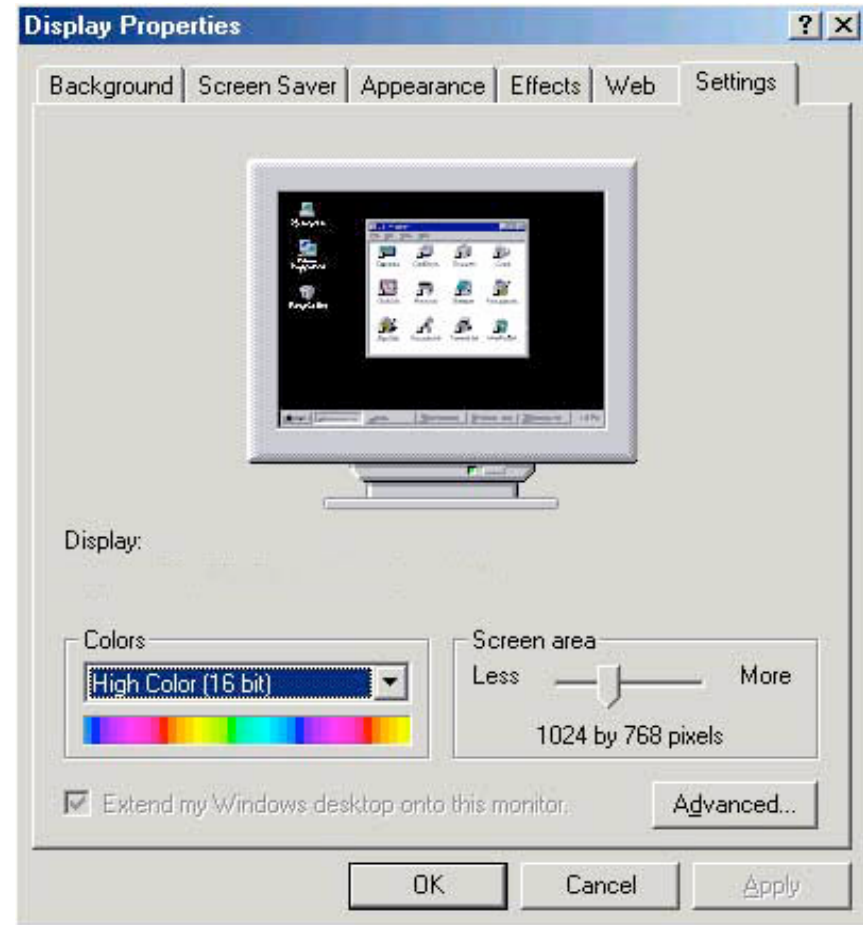 Display Properties
Background Screen Saver Appearance Effects Web Settings
Display:
Colors
High Color (16 bit)
Screen area
Less More
1024 by 768 pixels
Extend my Windows desktop onto this monitor.
Advanced...
OK Cancel Apply